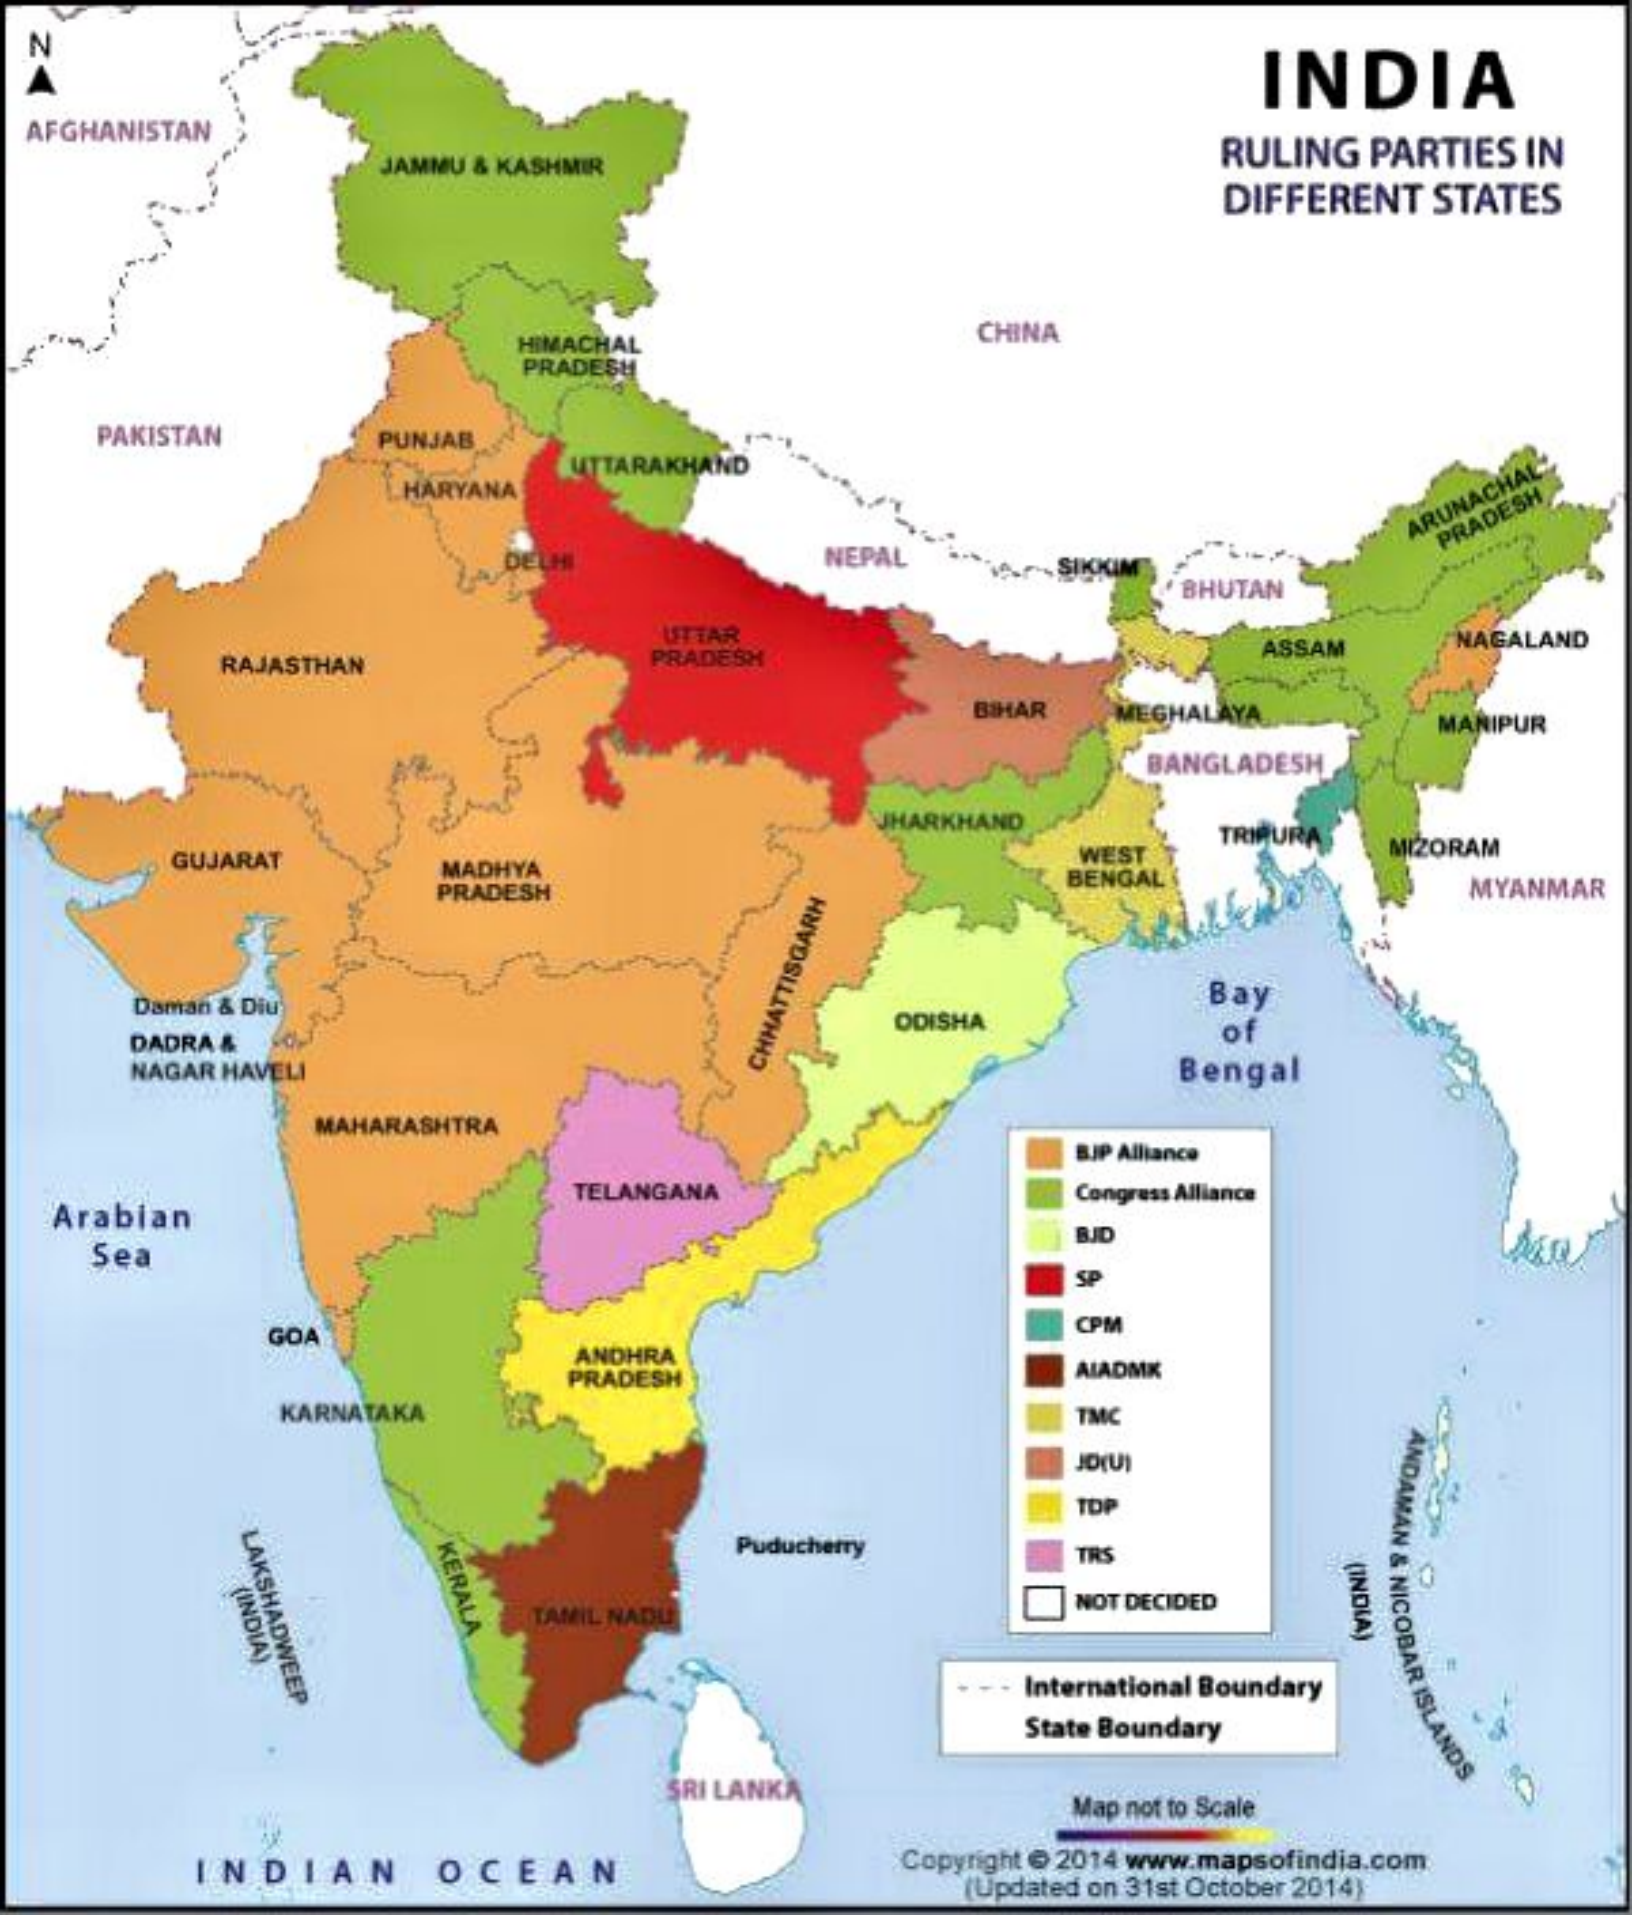 N
INDIA
RULING PARTIES IN
DIFFERENT STATES
AFGHANISTAN
JAMMU & KASHMIR
CHINA
HIMACHAL
PRADESH
PAKISTAN
PUNJAB
UTTARAKHAND
HARYANA
ARUNACHAL
PRADESH
DELHI
NEPAL
SIKKIM
BHUTAN
UTTAR
PRADESH
ASSAM
NAGALAND
RAJASTHAN
BIHAR
MEGHALAYA
MANIPUR
BANGLADESH
JHARKHAND
TRIPURA
MIZORAM
GUJARAT
MADHYA
PRADESH
WEST
BENGAL
MYANMAR
CHHATTISGARH
Daman & Diu
ODISHA
Bay
of
Bengal
DADRA &
NAGAR HAVELI
MAHARASHTRA
TELANGANA
Arabian
Sea
BJP Alliance
Congress Alliance
BJD
SP
CPM
AIADMK
TMC
JD(U)
TDP
TRS
NOT DECIDED
GOA
ANDHRA
PRADESH
KARNATAKA
Puducherry
LAKSHADWEEP
(INDIA)
KERALA
TAMIL NADU
ANDAMAN & NICOBAR ISLANDS
(INDIA)
International Boundary
State Boundary
SRI LANKA
Map not to Scale
INDIAN OCEAN
Copyright © 2014 www.mapsofindia.com
(Updated on 31st October 2014)